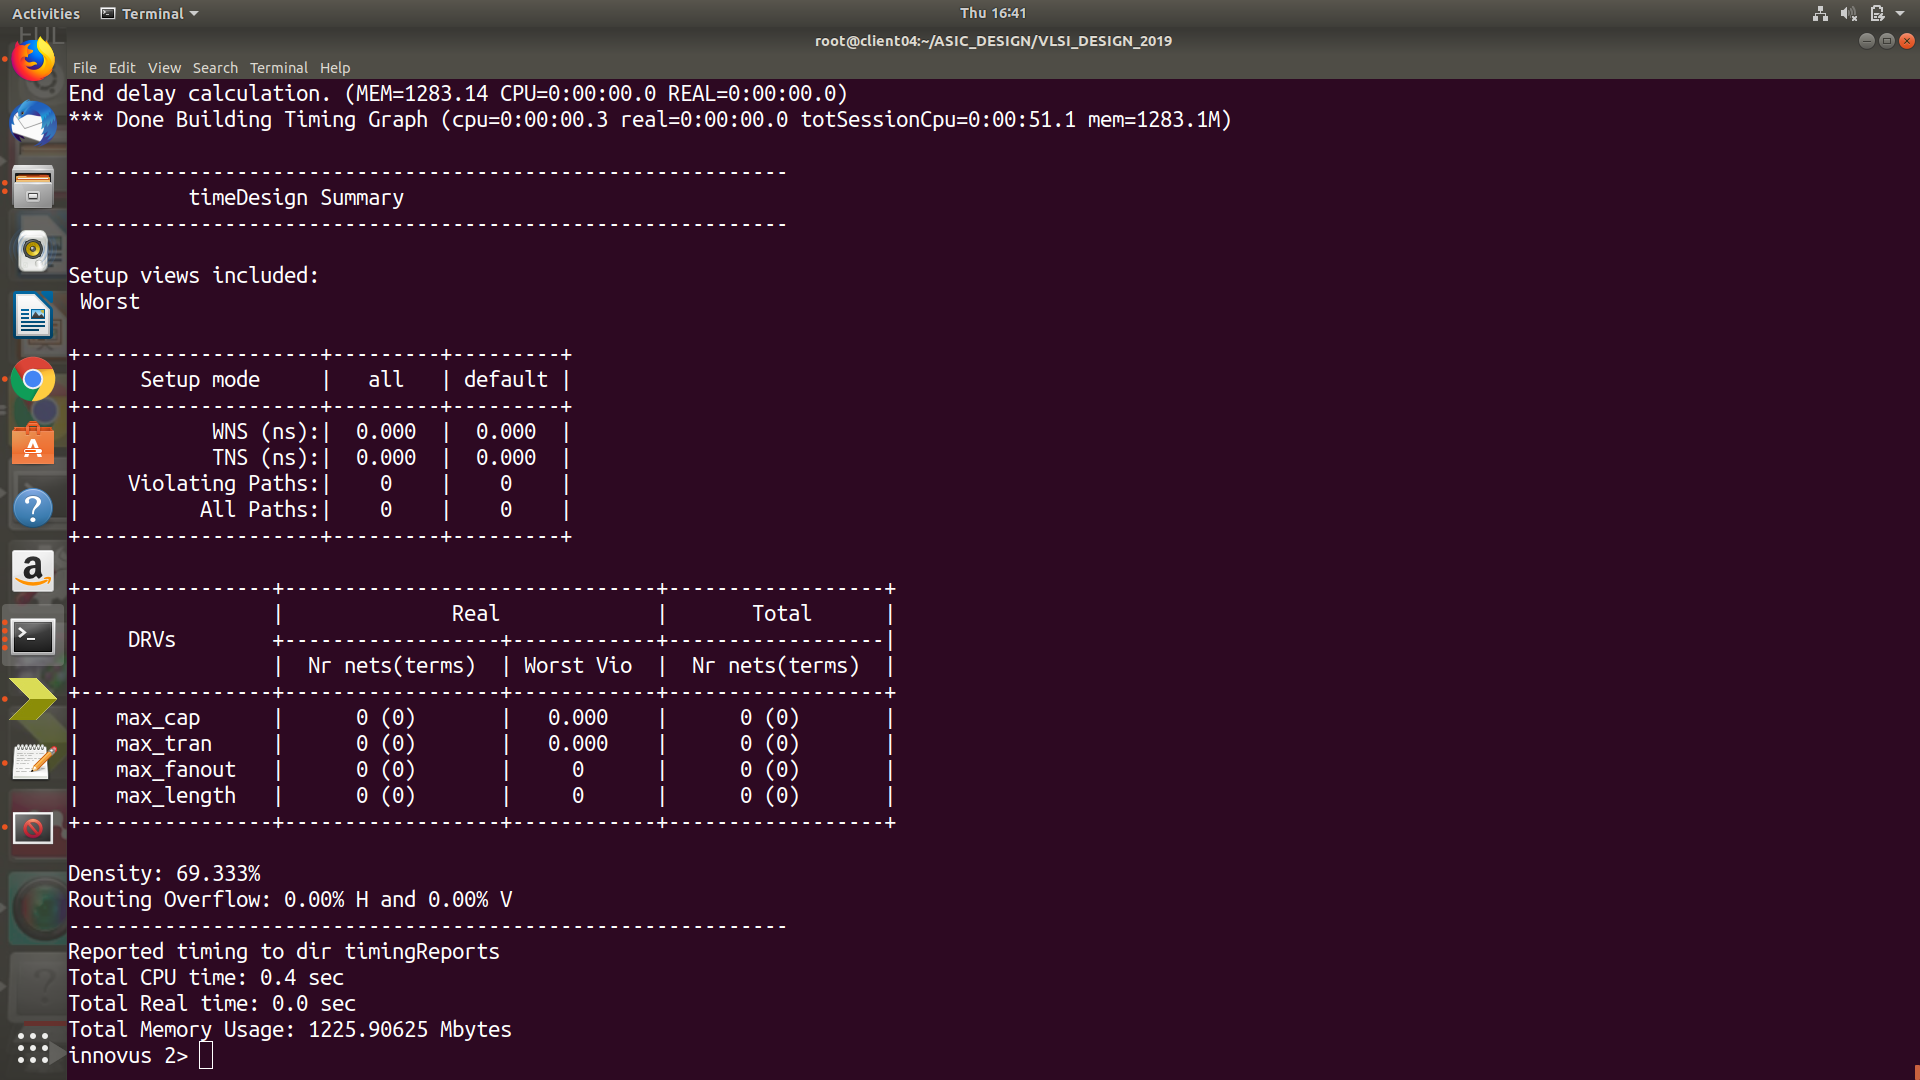 Activities Terminal Thu 16:41
root@client04:~/ASIC_DESIGN/VLSI_DESIGN_2019
File Edit View Search Terminal Help
End delay calculation. (MEM=1283.14 CPU=0:00:00.0 REAL=0:00:00.0)
*** Done Building Timing Graph (cpu=0:00:00.3 real=0:00:00.0 totSessionCpu=0:00:51.1 mem=1283.1M)
------------------------------------------------------------
          timeDesign Summary
------------------------------------------------------------
Setup views included:
 Worst
+--------------------+---------+---------+
|     Setup mode     |   all   | default |
+--------------------+---------+---------+
|           WNS (ns):|  0.000  |  0.000  |
|           TNS (ns):|  0.000  |  0.000  |
|    Violating Paths:|    0    |    0    |
|          All Paths:|    0    |    0    |
+--------------------+---------+---------+
+----------------+-------------------------------+------------------+
|                |              Real             |       Total      |
|    DRVs        +------------------+------------+------------------|
|                |  Nr nets(terms)  | Worst Vio  |  Nr nets(terms)  |
+----------------+------------------+------------+------------------+
|   max_cap      |      0 (0)       |   0.000    |      0 (0)       |
|   max_tran     |      0 (0)       |   0.000    |      0 (0)       |
|   max_fanout   |      0 (0)       |     0      |      0 (0)       |
|   max_length   |      0 (0)       |     0      |      0 (0)       |
+----------------+------------------+------------+------------------+
Density: 69.333%
Routing Overflow: 0.00% H and 0.00% V
------------------------------------------------------------
Reported timing to dir timingReports
Total CPU time: 0.4 sec
Total Real time: 0.0 sec
Total Memory Usage: 1225.90625 Mbytes
innovus 2>